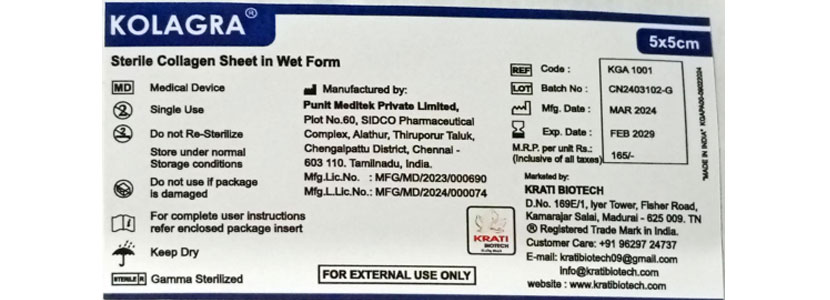 KOLAGRA®
5x5cm
Sterile Collagen Sheet in Wet Form
MD Medical Device
Single Use
Do not Re-Sterilize
Store under normal
Storage conditions
Do not use if package
is damaged
For complete user instructions
refer enclosed package insert
Keep Dry
STERILE R Gamma Sterilized
Manufactured by:
Punit Meditek Private Limited,
Plot No.60, SIDCO Pharmaceutical
Complex, Alathur, Thiruporur Taluk,
Chengalpattu District, Chennai -
603 110. Tamilnadu, India.
Mfg.Lic.No. : MFG/MD/2023/000690
Mfg.L.Lic.No.: MFG/MD/2024/000074
KRATI
BIOTECH
FOR EXTERNAL USE ONLY
REF Code : KGA 1001
LOT Batch No : CN2403102-G
Mfg. Date : MAR 2024
Exp. Date : FEB 2029
M.R.P. per unit Rs.:
(Inclusive of all taxes) 165/-
Marketed by:
KRATI BIOTECH
D.No. 169E/1, Iyer Tower, Fisher Road,
Kamarajar Salai, Madurai - 625 009. TN
® Registered Trade Mark in India.
Customer Care: +91 96297 24737
E-mail: kratibiotech09@gmail.com
info@kratibiotech.com
website : www.kratibiotech.com
"MADE IN INDIA"